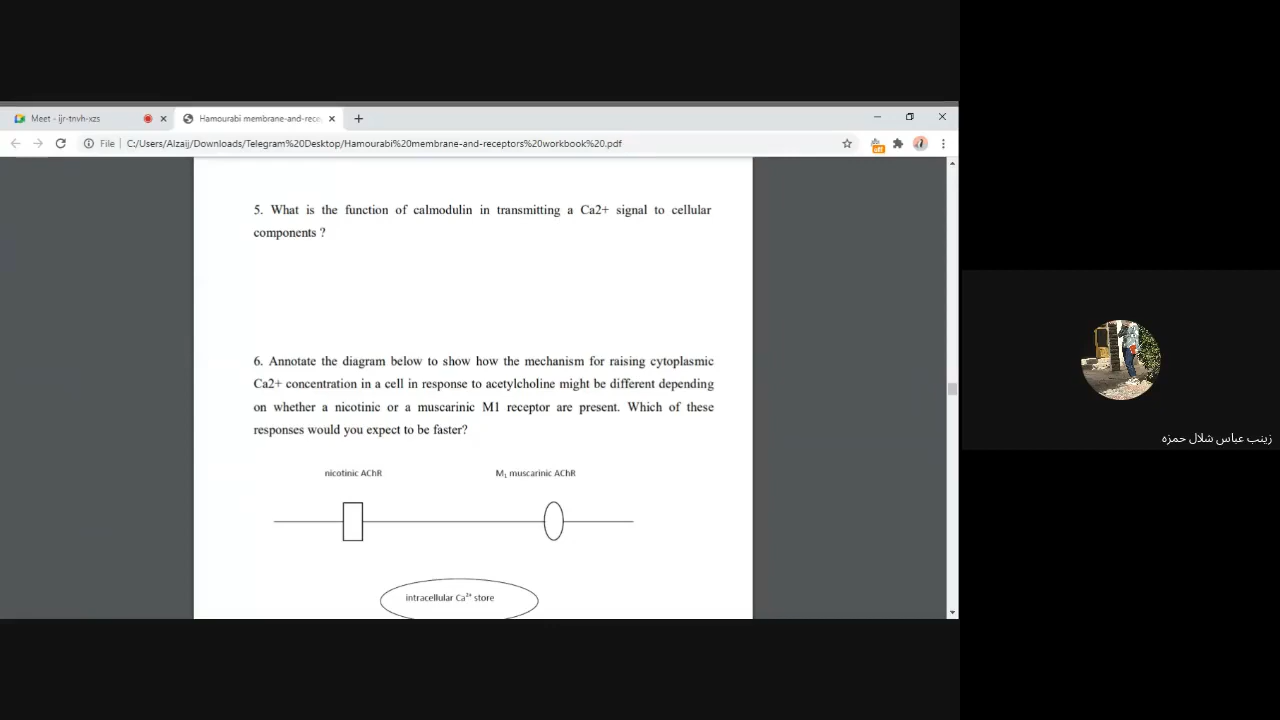 Meet - ijr-tnvh-xzs
Hamourabi membrane-and-rece
File
C:/Users/Alzaij/Downloads/Telegram%20Desktop/Hamourabi%20membrane-and-receptors%20workbook%20.pdf
off
5. What is the function of calmodulin in transmitting a Ca2+ signal to cellular
components ?
6. Annotate the diagram below to show how the mechanism for raising cytoplasmic
Ca2+ concentration in a cell in response to acetylcholine might be different depending
on whether a nicotinic or a muscarinic M1 receptor are present. Which of these
responses would you expect to be faster?
nicotinic AChR
M₁ muscarinic AChR
intracellular Ca²⁺ store
زينب عباس شلال حمزه